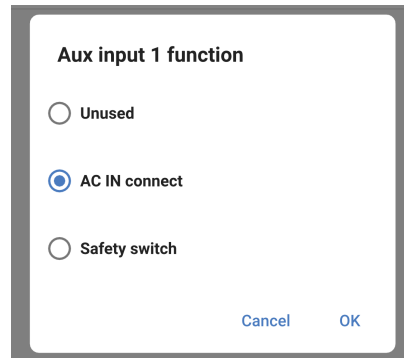 Aux input 1 function
Unused
AC IN connect
Safety switch
Cancel OK